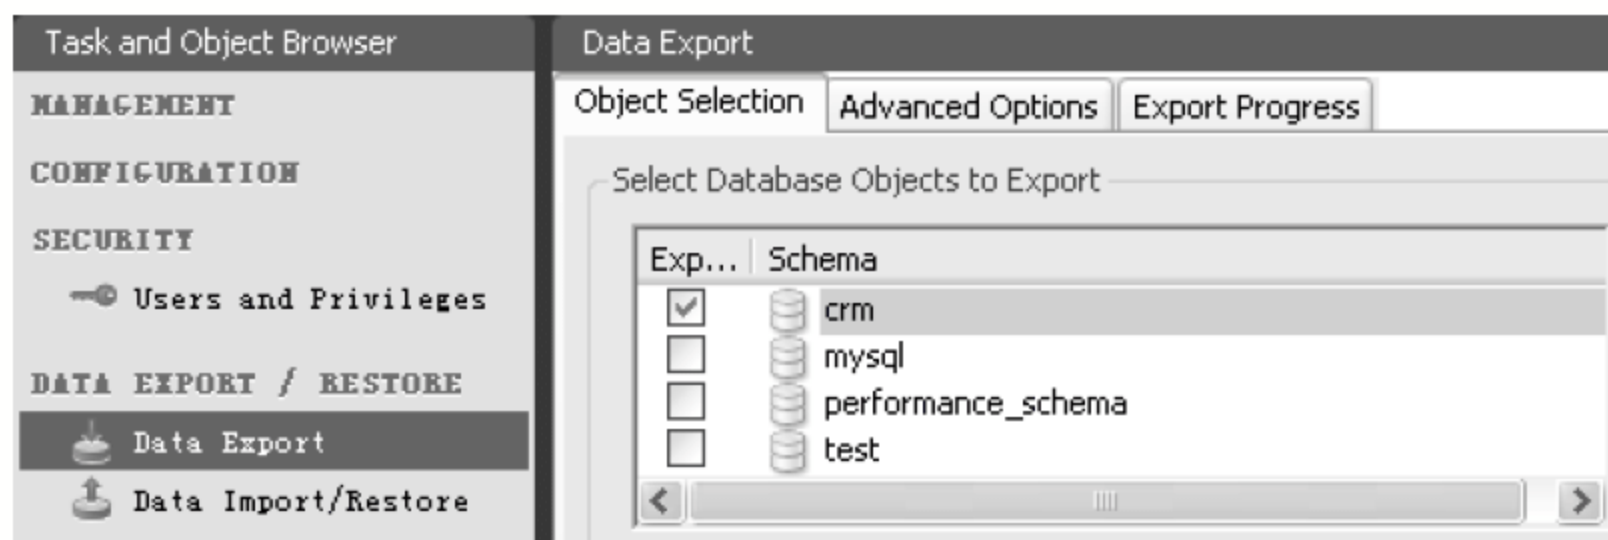 Task and Object Browser
MANAGEMENT
CONFIGURATION
SECURITY
Users and Privileges
DATA EXPORT / RESTORE
Data Export
Data Import/Restore
Data Export
Object Selection
Advanced Options
Export Progress
Select Database Objects to Export
Exp... Schema
crm
mysql
performance_schema
test